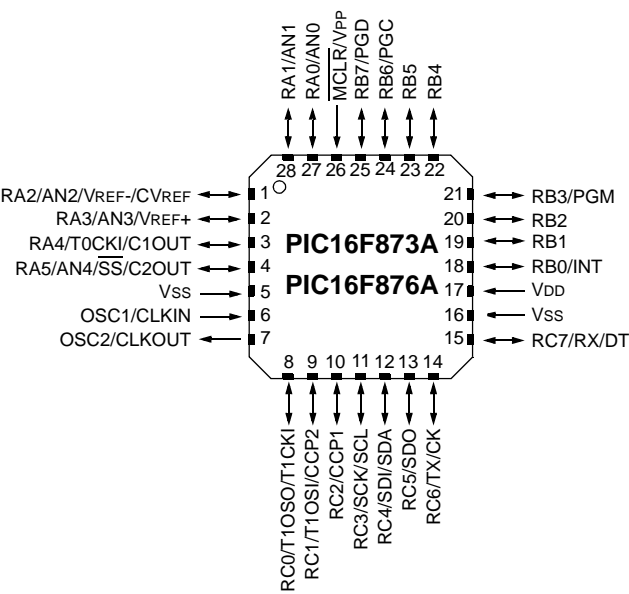 RA1/AN1
RA0/AN0
MCLR/VPP
RB7/PGD
RB6/PGC
RB5
RB4
28 27 26 25 24 23 22
RA2/AN2/VREF-/CVREF 1
RA3/AN3/VREF+ 2
RA4/T0CKI/C1OUT 3
RA5/AN4/SS/C2OUT 4
VSS 5
OSC1/CLKIN 6
OSC2/CLKOUT 7
PIC16F873A
PIC16F876A
21 RB3/PGM
20 RB2
19 RB1
18 RB0/INT
17 VDD
16 VSS
15 RC7/RX/DT
8 9 10 11 12 13 14
RC0/T1OSO/T1CKI
RC1/T1OSI/CCP2
RC2/CCP1
RC3/SCK/SCL
RC4/SDI/SDA
RC5/SDO
RC6/TX/CK